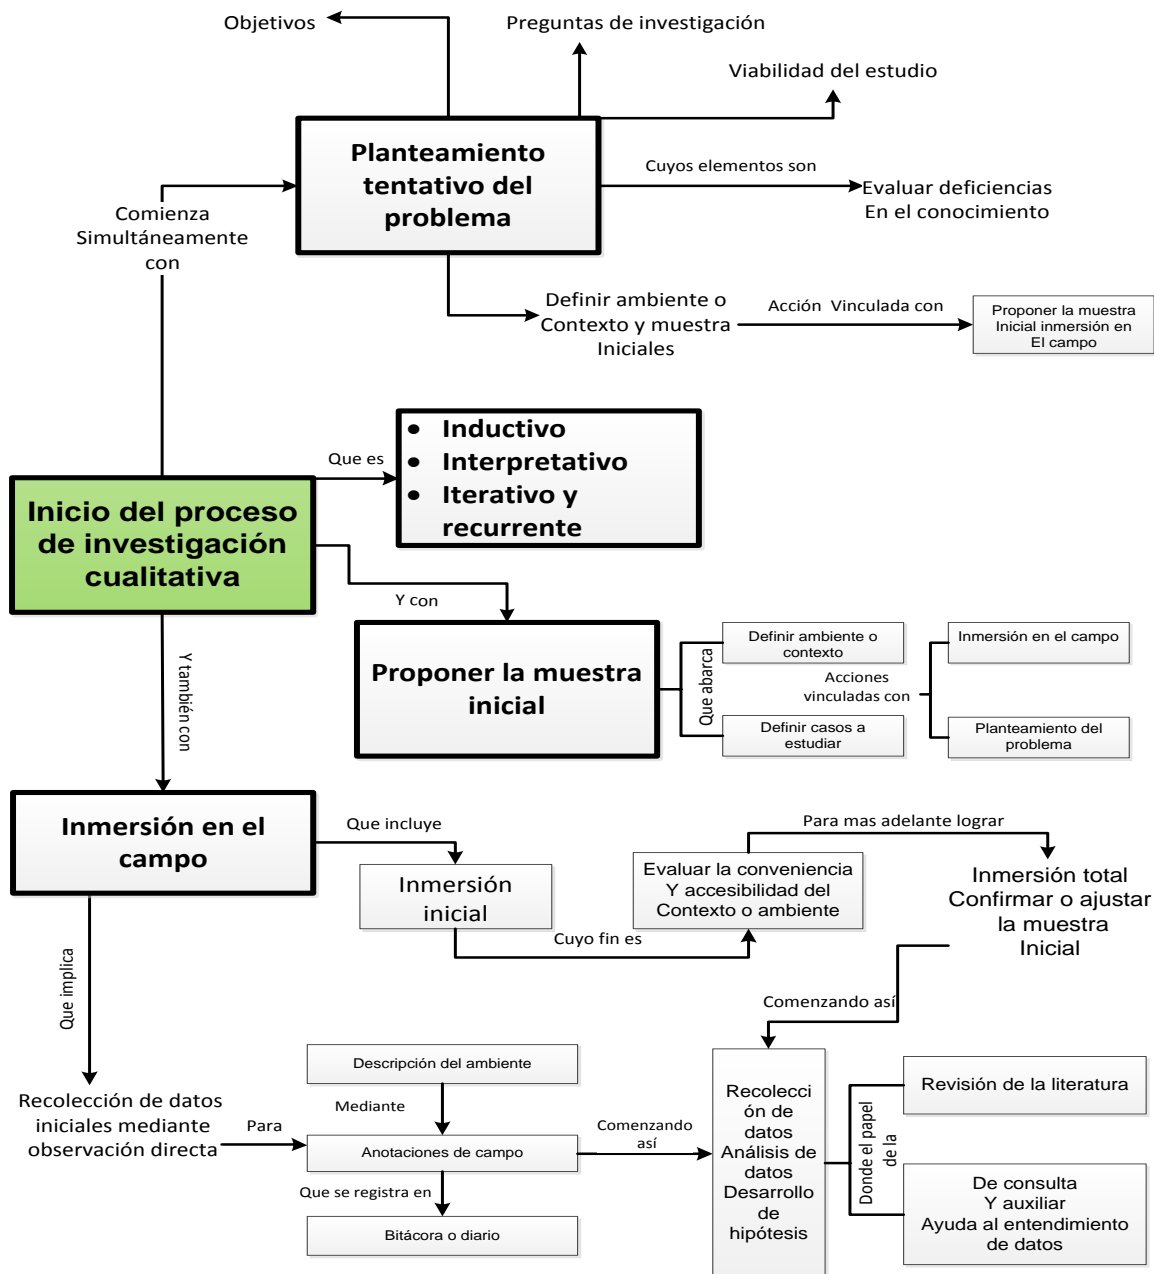 Objetivos
Preguntas de investigación
Viabilidad del estudio
Planteamiento
tentativo del
problema
Cuyos elementos son
Evaluar deficiencias
En el conocimiento
Comienza
Simultáneamente
con
Definir ambiente o
Contexto y muestra
Iniciales
Acción Vinculada con
Proponer la muestra
Inicial inmersión en
El campo
• Inductivo
• Interpretativo
• Iterativo y
recurrente
Que es
Inicio del proceso
de investigación
cualitativa
Y con
Proponer la muestra
inicial
Que abarca
Definir ambiente o
contexto
Definir casos a
estudiar
Acciones
vinculadas con
Inmersión en el campo
Planteamiento del
problema
Y también con
Inmersión en el
campo
Que incluye
Inmersión
inicial
Cuyo fin es
Evaluar la conveniencia
Y accesibilidad del
Contexto o ambiente
Para mas adelante lograr
Inmersión total
Confirmar o ajustar
la muestra
Inicial
Comenzando así
Que implica
Recolección de datos
iniciales mediante
observación directa
Para
Descripción del ambiente
Mediante
Anotaciones de campo
Que se registra en
Bitácora o diario
Comenzando
así
Recolecci
ón de
datos
Análisis de
datos
Desarrollo
de
hipótesis
Donde el papel
de la
Revisión de la literatura
De consulta
Y auxiliar
Ayuda al entendimiento
de datos